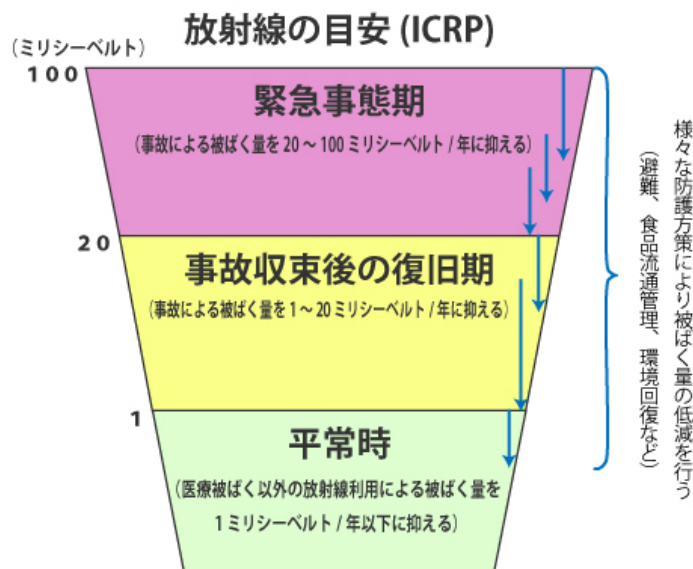 放射線の目安 (ICRP)
（ミリシーベルト）
100
緊急事態期
（事故による被ばく量を 20 ～ 100 ミリシーベルト / 年に抑える）
20
事故収束後の復旧期
（事故による被ばく量を 1 ～ 20 ミリシーベルト / 年に抑える）
1
平常時
（医療被ばく以外の放射線利用による被ばく量を
1 ミリシーベルト / 年以下に抑える）
様々な防護方策により被ばく量の低減を行う
（避難、食品流通管理、環境回復など）